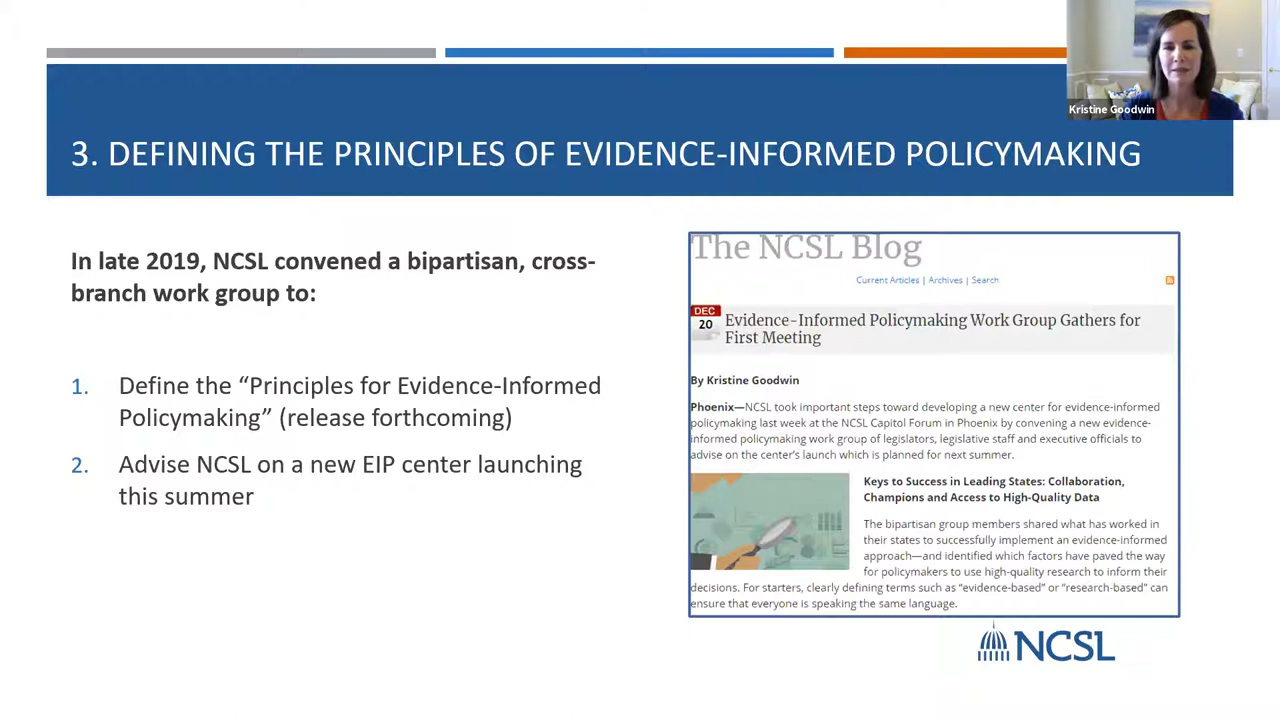 Kristine Goodwin
3. DEFINING THE PRINCIPLES OF EVIDENCE-INFORMED POLICYMAKING
In late 2019, NCSL convened a bipartisan, cross-
branch work group to:
1. Define the “Principles for Evidence-Informed
Policymaking” (release forthcoming)
2. Advise NCSL on a new EIP center launching
this summer
The NCSL Blog
Current Articles | Archives | Search
DEC
20
Evidence-Informed Policymaking Work Group Gathers for
First Meeting
By Kristine Goodwin
Phoenix—NCSL took important steps toward developing a new center for evidence-informed
policymaking last week at the NCSL Capitol Forum in Phoenix by convening a new evidence-
informed policymaking work group of legislators, legislative staff and executive officials to
advise on the center’s launch which is planned for next summer.
Keys to Success in Leading States: Collaboration,
Champions and Access to High-Quality Data
The bipartisan group members shared what has worked in
their states to successfully implement an evidence-informed
approach—and identified which factors have paved the way
for policymakers to use high-quality research to inform their
decisions. For starters, clearly defining terms such as “evidence-based” or “research-based” can
ensure that everyone is speaking the same language.
NCSL